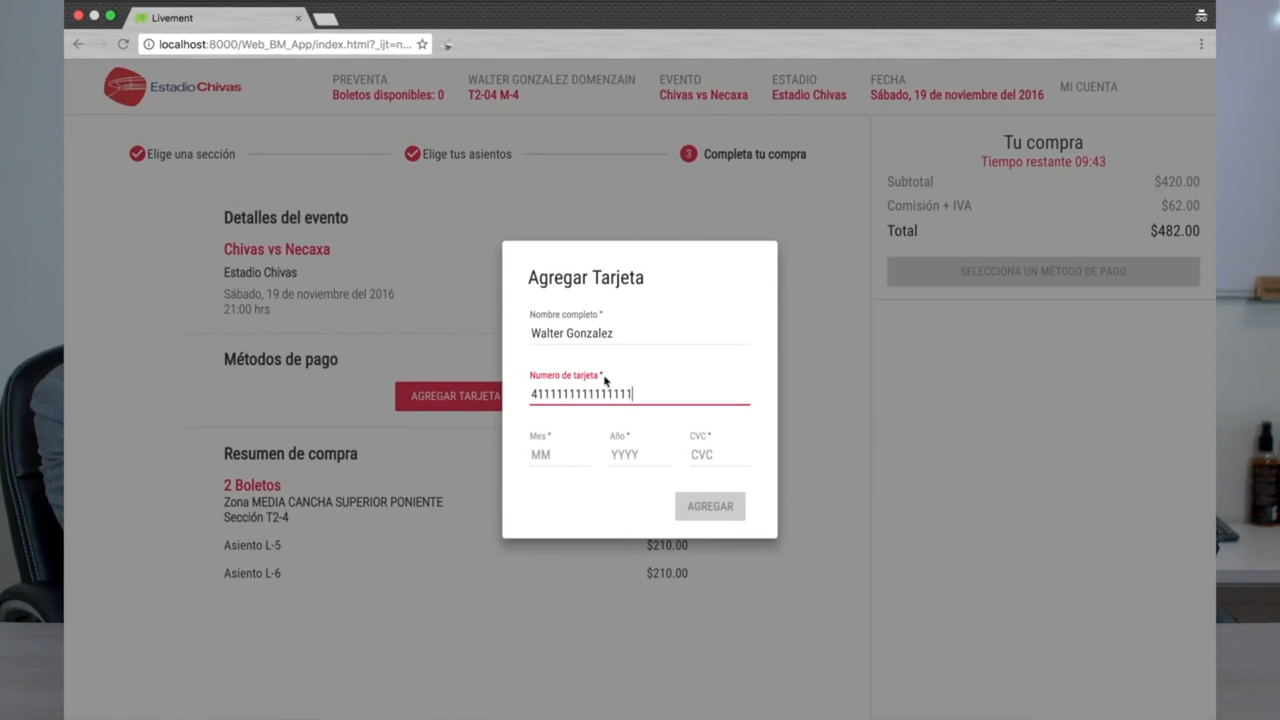 Livement
localhost:8000/Web_BM_App/index.html?_ijt=n...
Estadio Chivas
PREVENTA
Boletos disponibles: 0
WALTER GONZALEZ DOMENZAIN
T2-04 M-4
EVENTO
Chivas vs Necaxa
ESTADIO
Estadio Chivas
FECHA
Sábado, 19 de noviembre del 2016
MI CUENTA
Elige una sección
Elige tus asientos
3 Completa tu compra
Tu compra
Tiempo restante 09:43
Subtotal $420.00
Comisión + IVA $62.00
Total $482.00
SELECCIONA UN MÉTODO DE PAGO
Detalles del evento
Chivas vs Necaxa
Estadio Chivas
Sábado, 19 de noviembre del 2016
21:00 hrs
Métodos de pago
AGREGAR TARJETA
Resumen de compra
2 Boletos
Zona MEDIA CANCHA SUPERIOR PONIENTE
Sección T2-4
Asiento L-5 $210.00
Asiento L-6 $210.00
Agregar Tarjeta
Nombre completo *
Walter Gonzalez
Numero de tarjeta *
4111111111111111
Mes * Año * CVC *
MM YYYY CVC
AGREGAR